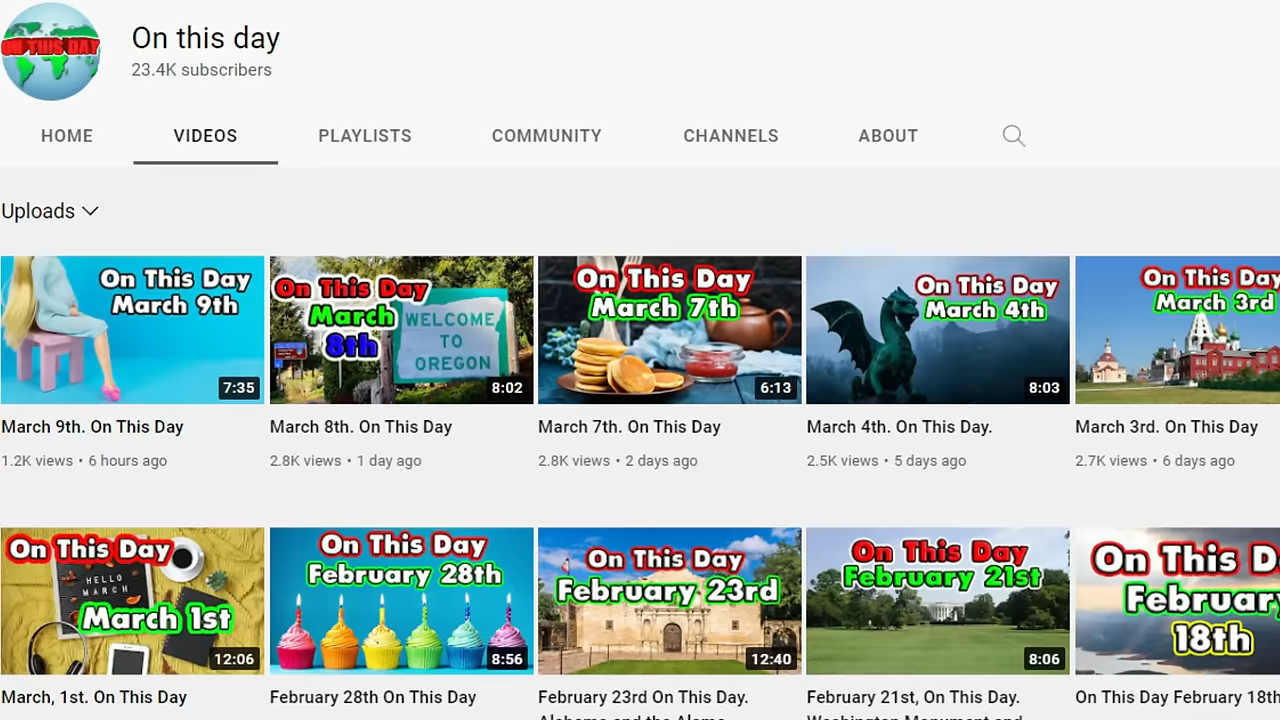 ON THIS DAY
On this day
23.4K subscribers
HOME
VIDEOS
PLAYLISTS
COMMUNITY
CHANNELS
ABOUT
Uploads
On This Day
March 9th
7:35
On This Day
March
8th
WELCOME
TO
OREGON
8:02
On This Day
March 7th
6:13
On This Day
March 4th
8:03
On This Day
March 3rd
March 9th. On This Day
March 8th. On This Day
March 7th. On This Day
March 4th. On This Day.
March 3rd. On This Day
1.2K views • 6 hours ago
2.8K views • 1 day ago
2.8K views • 2 days ago
2.5K views • 5 days ago
2.7K views • 6 days ago
On This Day
HELLO
MARCH
March 1st
12:06
On This Day
February 28th
8:56
On This Day
February 23rd
12:40
On This Day
February 21st
8:06
On This D
February
18th
March, 1st. On This Day
February 28th On This Day
February 23rd On This Day.
February 21st, On This Day.
On This Day February 18th